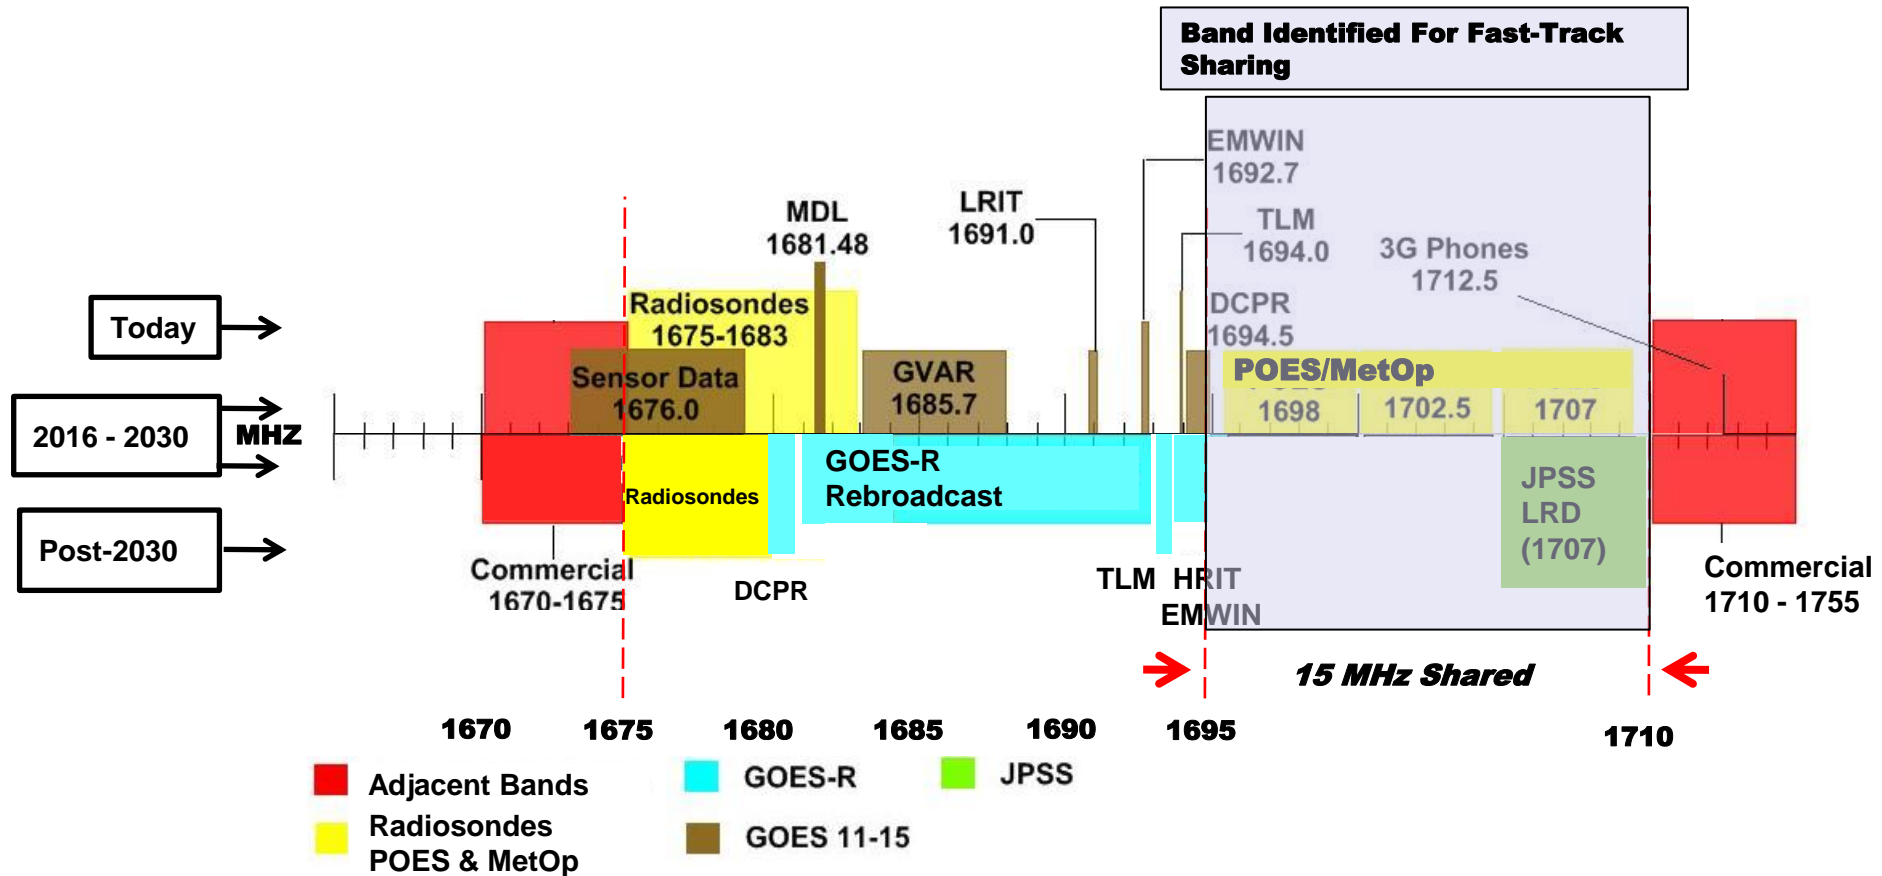 Band Identified For Fast-Track
Sharing
EMWIN
1692.7
MDL
1681.48
LRIT
1691.0
TLM
1694.0
3G Phones
1712.5
Today
Radiosondes
1675-1683
DCPR
1694.5
Sensor Data
1676.0
GVAR
1685.7
POES/MetOp
1698
1702.5
1707
2016 - 2030
MHZ
GOES-R
Rebroadcast
Radiosondes
JPSS
LRD
(1707)
Post-2030
Commercial
1670-1675
DCPR
TLM
HRIT
EMWIN
Commercial
1710 - 1755
15 MHz Shared
1670
1675
1680
1685
1690
1695
1710
Adjacent Bands
Radiosondes
POES & MetOp
GOES-R
GOES 11-15
JPSS